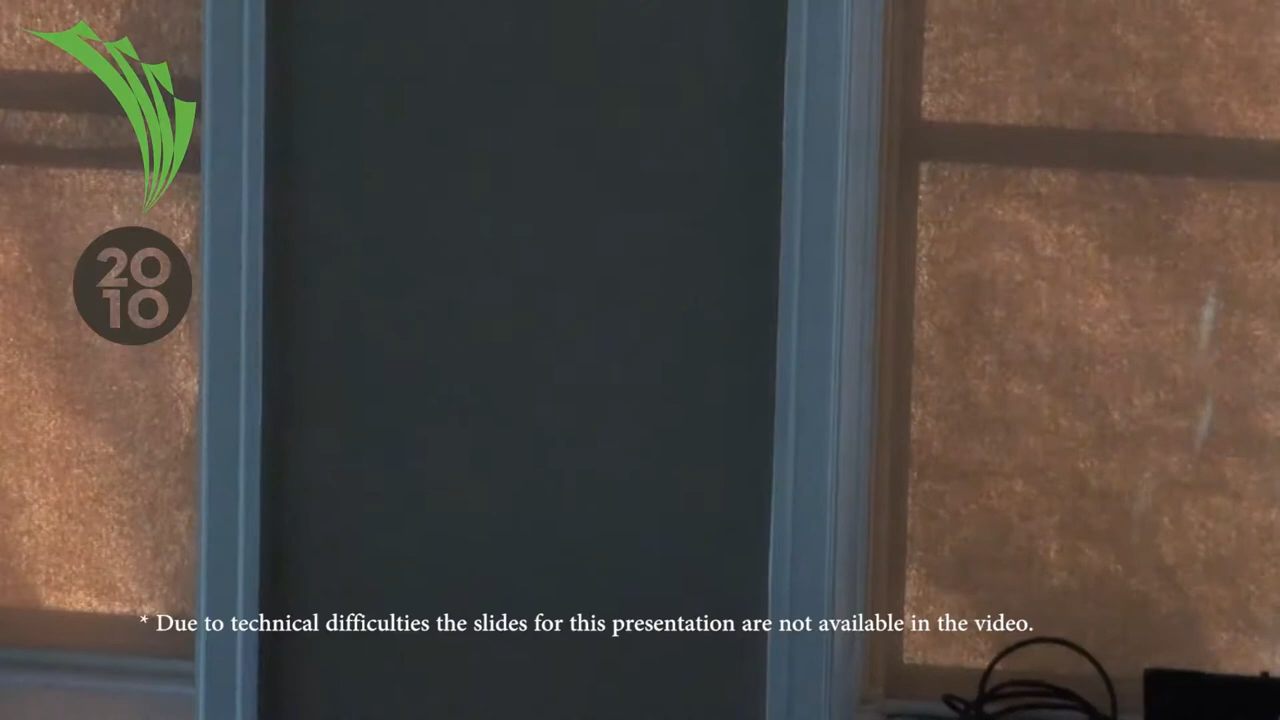 20
10
* Due to technical difficulties the slides for this presentation are not available in the video.